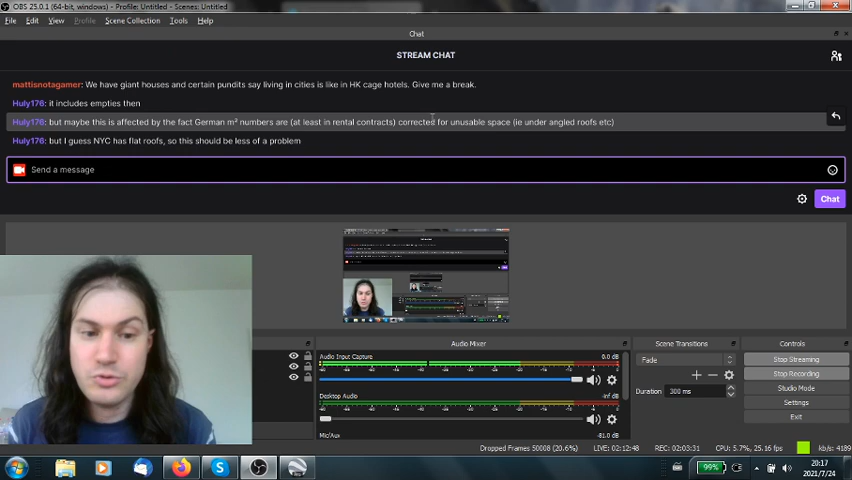 OBS 25.0.1 (64-bit, windows) - Profile: Untitled - Scenes: Untitled
File Edit View Profile Scene Collection Tools Help
Chat
STREAM CHAT
mattisnotagamer: We have giant houses and certain pundits say living in cities is like in HK cage hotels. Give me a break.
Huly176: it includes empties then
Huly176: but maybe this is affected by the fact German m² numbers are (at least in rental contracts) corrected for unusable space (ie under angled roofs etc)
Huly176: but I guess NYC has flat roofs, so this should be less of a problem
Send a message
Chat
Audio Mixer Scene Transitions Controls
Audio Input Capture 0.0 dB
Fade
Stop Streaming
Stop Recording
Duration 300 ms
Studio Mode
Desktop Audio -inf dB
Settings
Exit
Mic/Aux -81.0 dB
Dropped Frames 50008 (20.6%) LIVE: 02:12:48 REC: 02:03:31 CPU: 5.7%, 25.16 fps kb/s: 4189
99%
20:17
2021/7/24